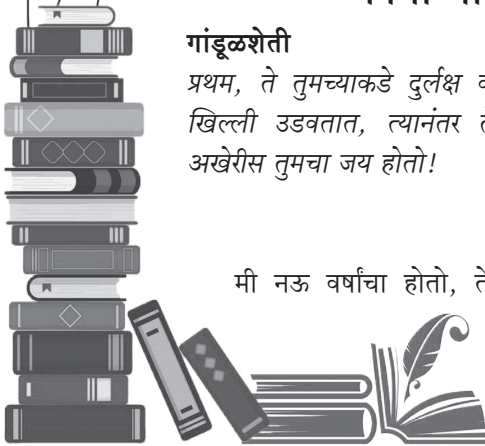 गांडूळशेती
प्रथम, ते तुमच्याकडे दुर्लक्ष
खिल्ली उडवतात, त्यानंतर
अखेरीस तुमचा जय होतो!
मी नऊ वर्षांचा होतो,